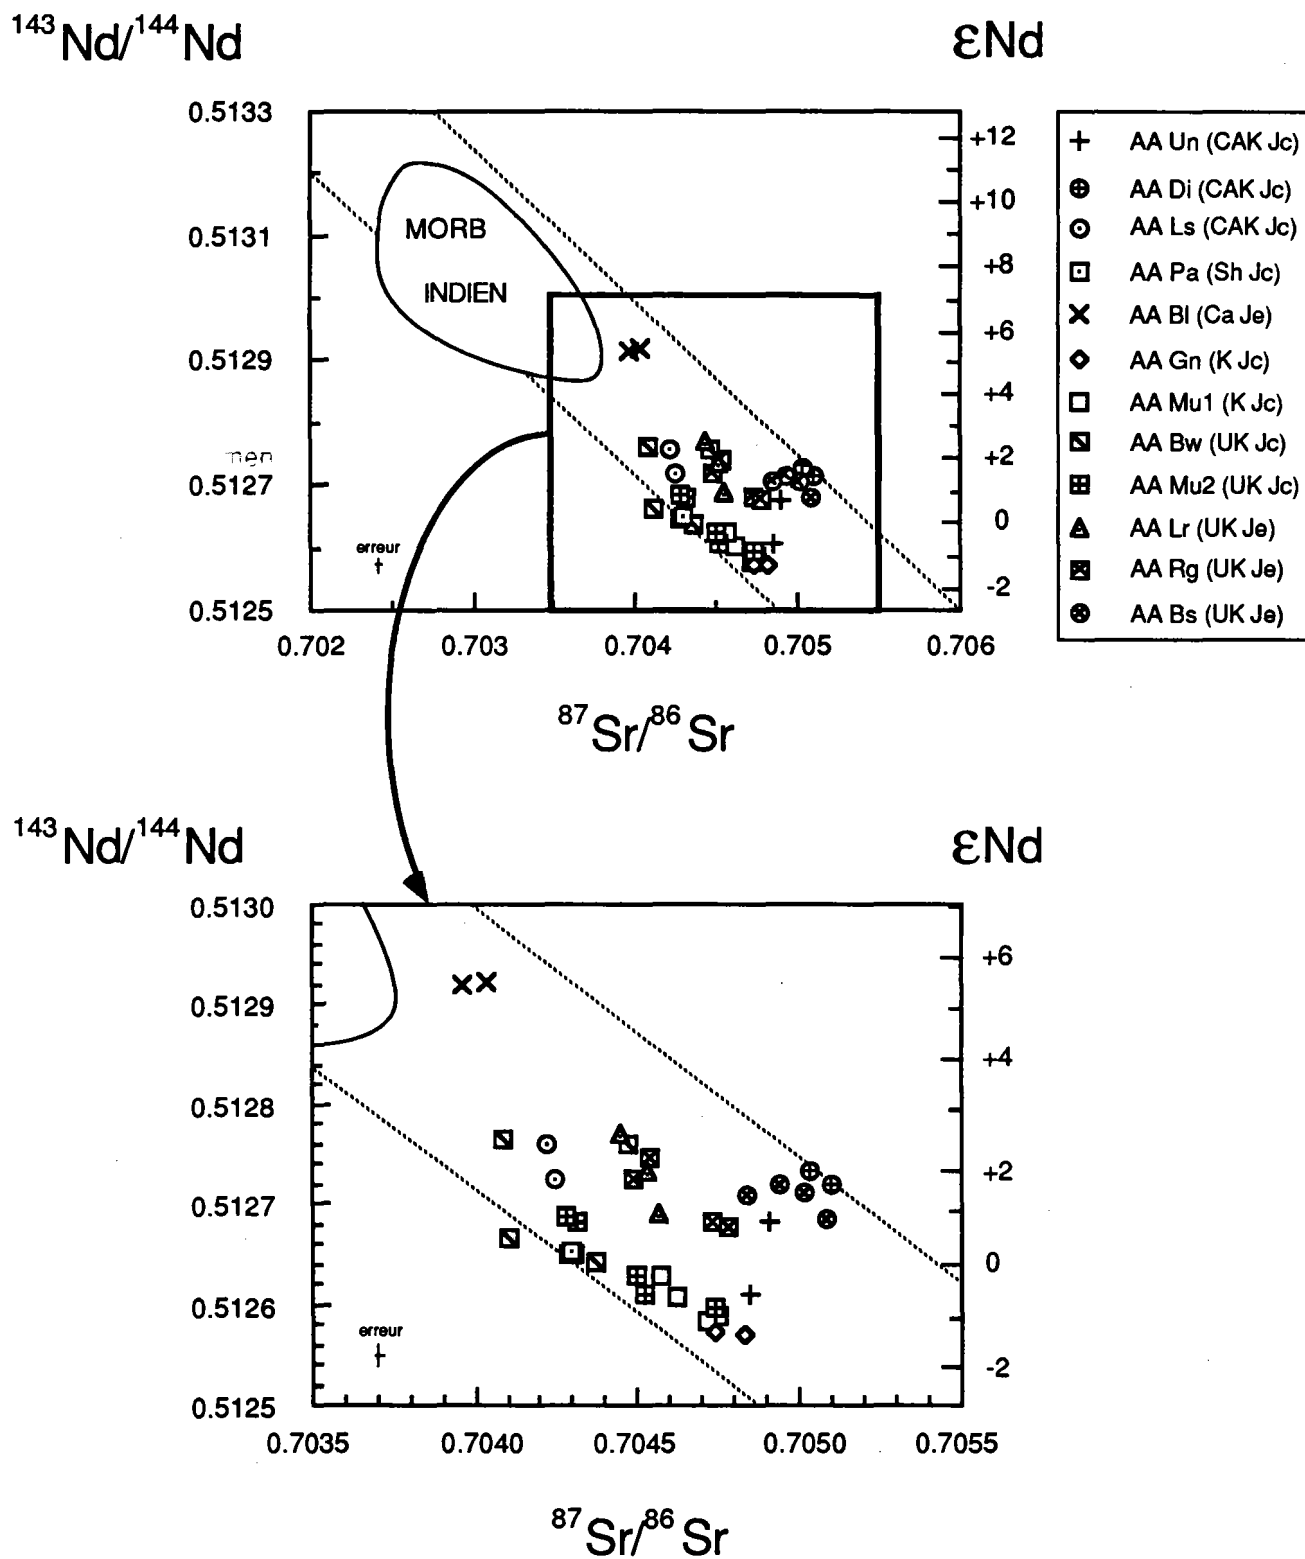 143Nd/144Nd
εNd
0.5133
0.5131
0.5129
0.5127
0.5125
+12
+10
+8
+6
+4
+2
0
-2
MORB
INDIEN
erreur
0.702
0.703
0.704
0.705
0.706
87Sr/86Sr
AA Un (CAK Jc)
AA Di (CAK Jc)
AA Ls (CAK Jc)
AA Pa (Sh Jc)
AA Bl (Ca Je)
AA Gn (K Jc)
AA Mu1 (K Jc)
AA Bw (UK Jc)
AA Mu2 (UK Jc)
AA Lr (UK Je)
AA Rg (UK Je)
AA Bs (UK Je)
143Nd/144Nd
εNd
0.5130
0.5129
0.5128
0.5127
0.5126
0.5125
+6
+4
+2
0
-2
erreur
0.7035
0.7040
0.7045
0.7050
0.7055
87Sr/86Sr